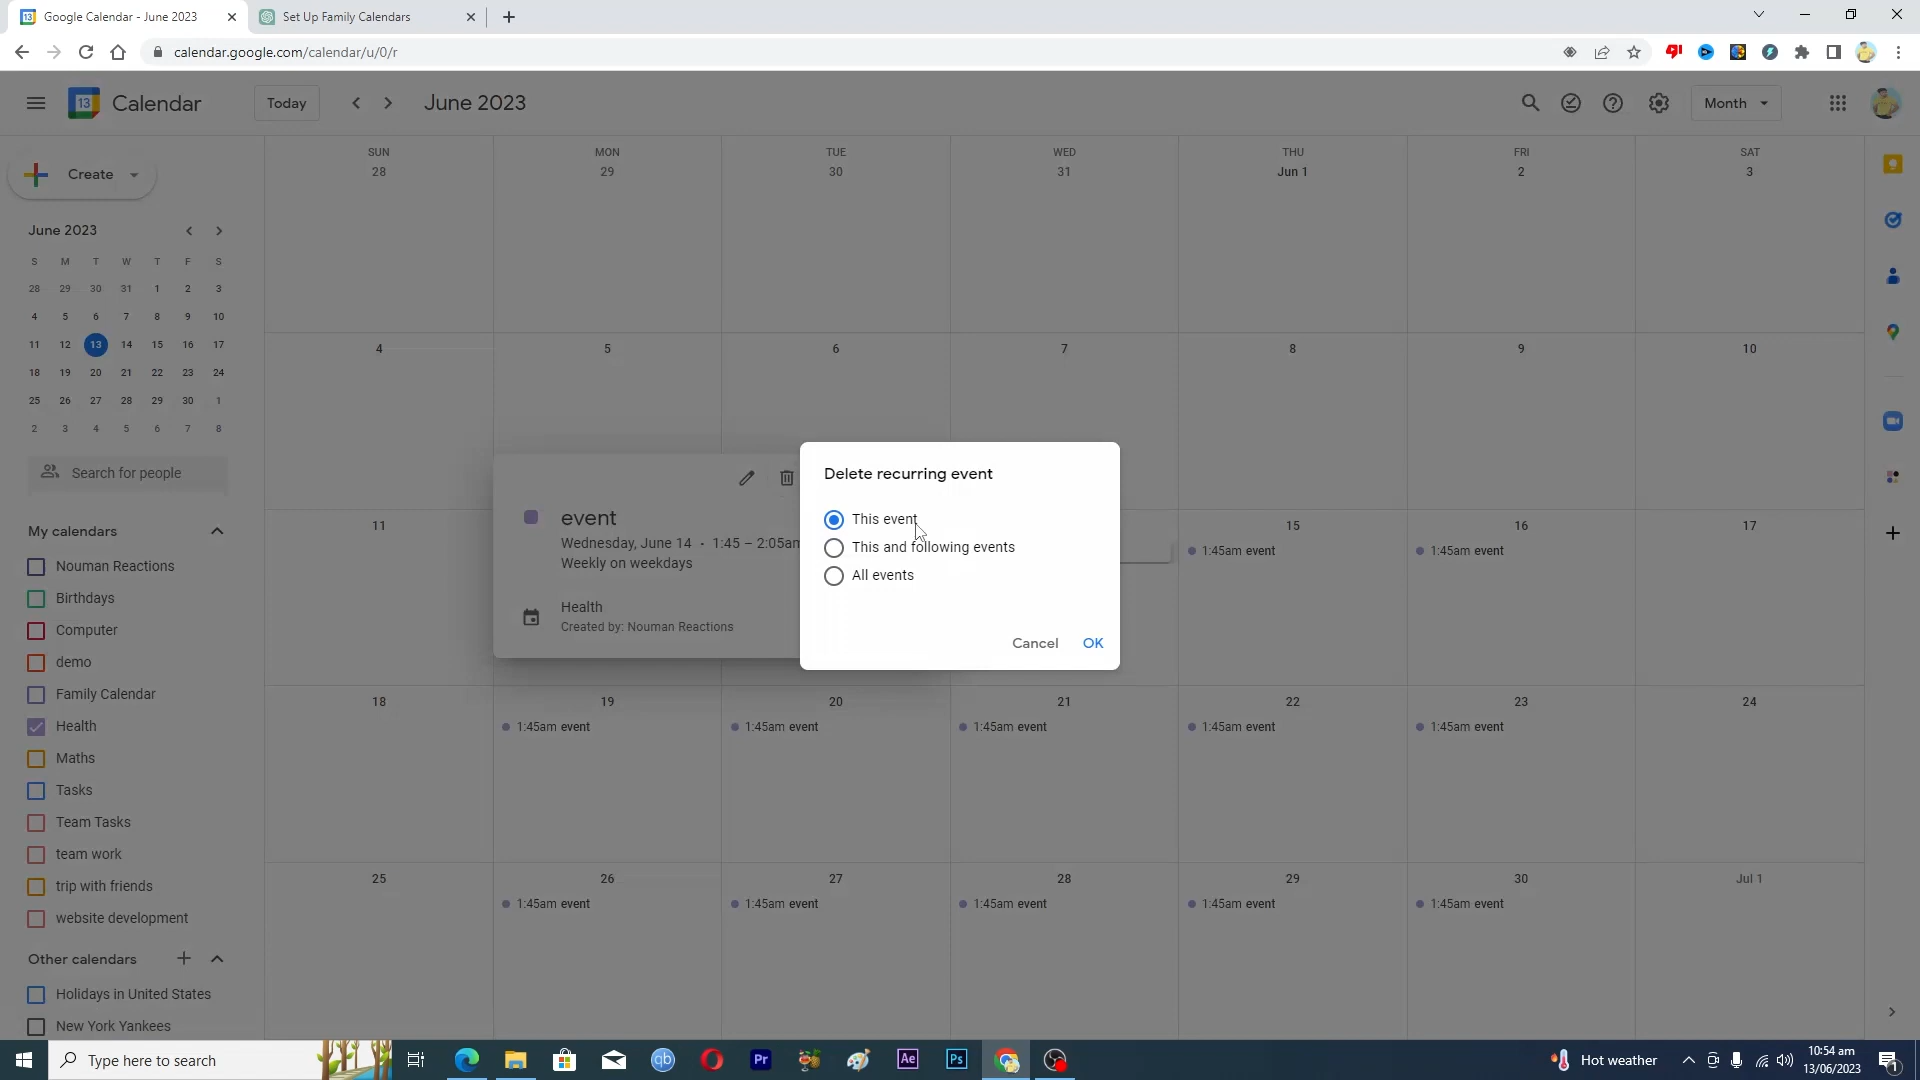 Google Calendar - June 2023
Set Up Family Calendars
calendar.google.com/calendar/u/0/r
13
Calendar
Today
June 2023
Month
Create
June 2023
S M T W T F S
28 29 30 31 1 2 3
4 5 6 7 8 9 10
11 12 13 14 15 16 17
18 19 20 21 22 23 24
25 26 27 28 29 30 1
2 3 4 5 6 7 8
Search for people
My calendars
Nouman Reactions
Birthdays
Computer
demo
Family Calendar
Health
Maths
Tasks
Team Tasks
team work
trip with friends
website development
Other calendars
Holidays in United States
New York Yankees
SUN MON TUE WED THU FRI SAT
28 29 30 31 Jun 1 2 3
4 5 6 7 8 9 10
11 15 16 17
1:45am event 1:45am event
event
Wednesday, June 14 · 1:45 – 2:05am
Weekly on weekdays
Health
Created by: Nouman Reactions
Delete recurring event
This event
This and following events
All events
Cancel OK
18 19 20 21 22 23 24
1:45am event 1:45am event 1:45am event 1:45am event 1:45am event
25 26 27 28 29 30 Jul 1
1:45am event 1:45am event 1:45am event 1:45am event 1:45am event
Type here to search
qb
Pr
Ae
Ps
Hot weather
10:54 am
13/06/2023
1